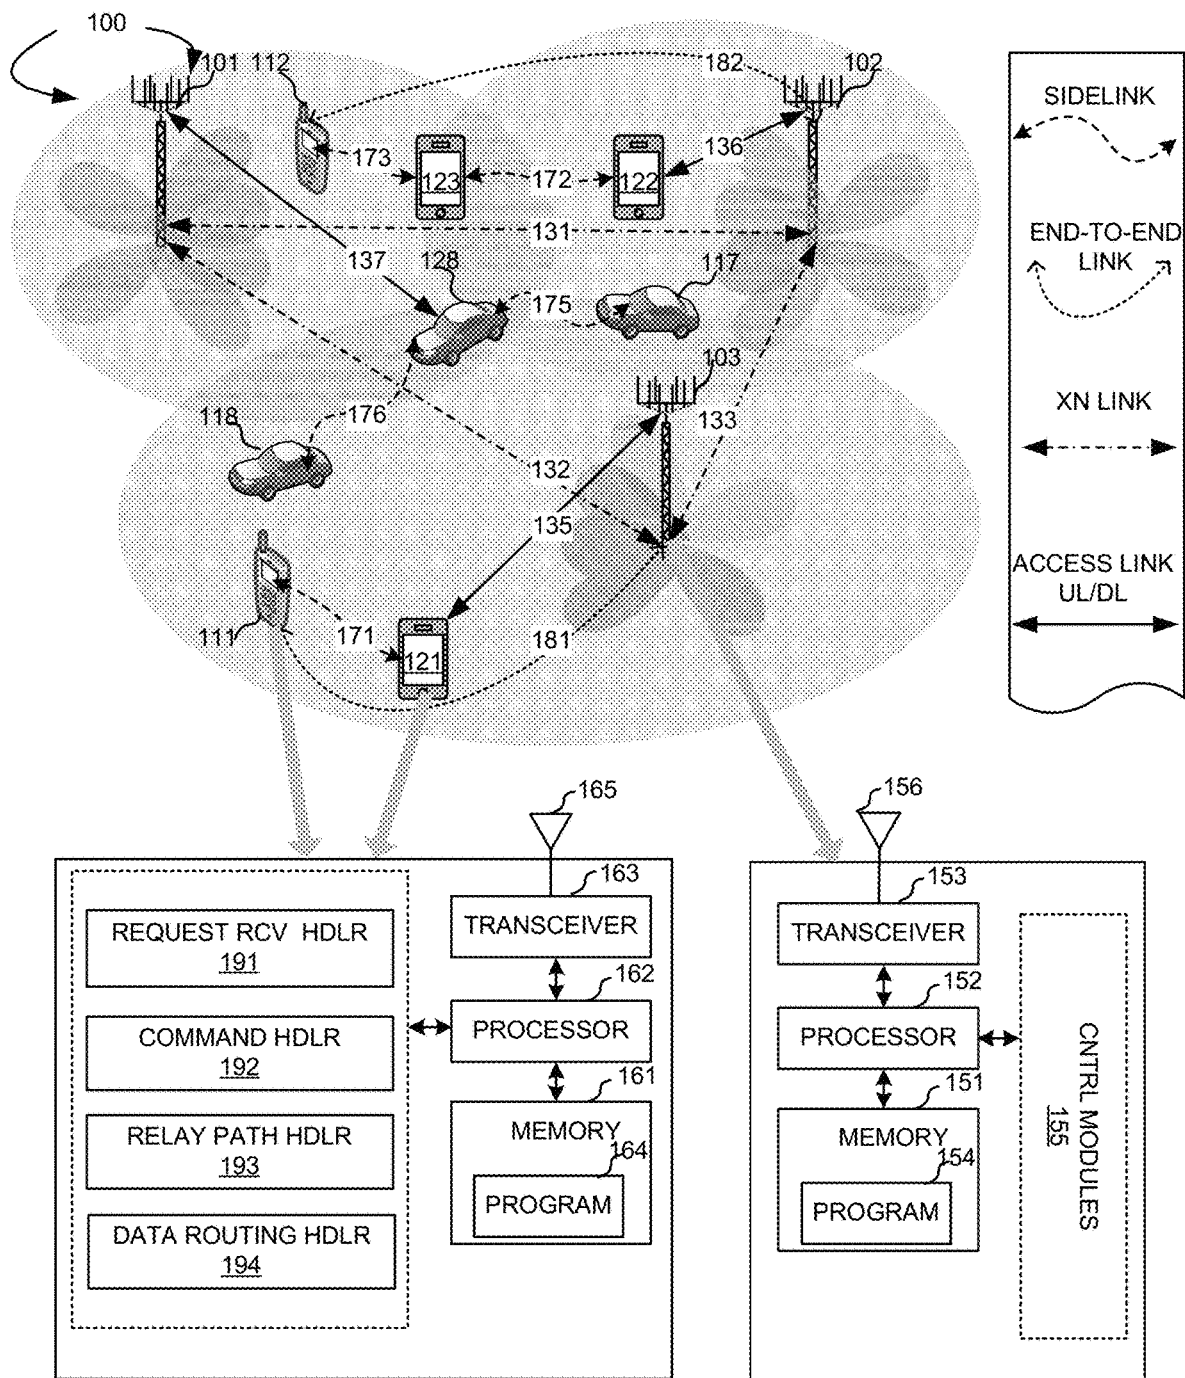 100
101
112
182
102
173
123
172
122
136
131
137
128
175
117
103
118
176
133
132
135
111
171
121
181
SIDELINK
END-TO-END
LINK
XN LINK
ACCESS LINK
UL/DL
165
163
REQUEST RCV HDLR
191
TRANSCEIVER
162
COMMAND HDLR
192
PROCESSOR
161
RELAY PATH HDLR
193
MEMORY
164
PROGRAM
DATA ROUTING HDLR
194
156
153
TRANSCEIVER
152
PROCESSOR
151
MEMORY
154
PROGRAM
CNTRL MODULES
155